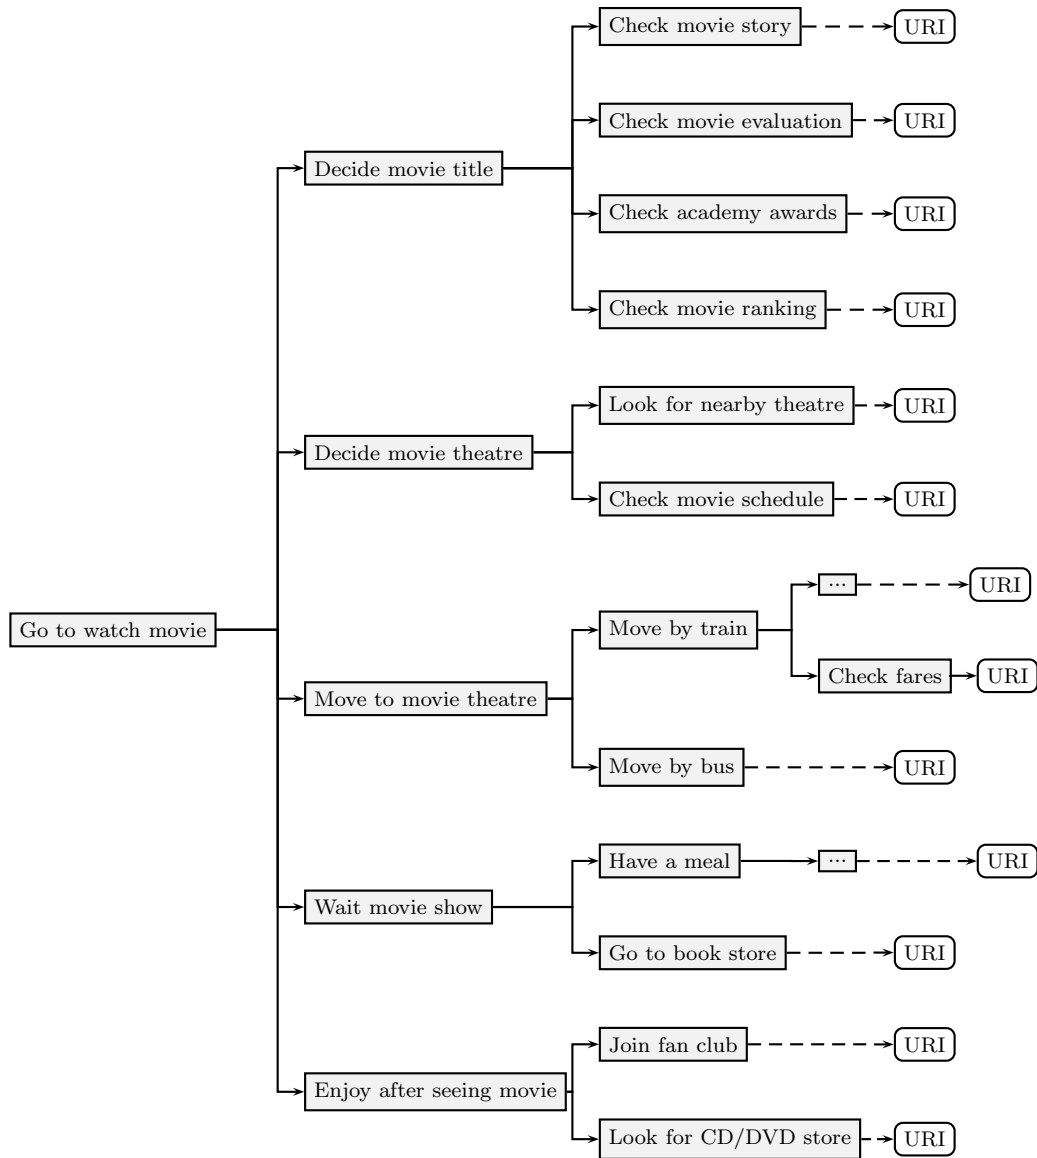 Check movie story
URI
Check movie evaluation
URI
Decide movie title
Check academy awards
URI
Check movie ranking
URI
Look for nearby theatre
URI
Decide movie theatre
Check movie schedule
URI
...
URI
Go to watch movie
Move by train
Check fares
URI
Move to movie theatre
Move by bus
URI
Have a meal
...
URI
Wait movie show
Go to book store
URI
Join fan club
URI
Enjoy after seeing movie
Look for CD/DVD store
URI